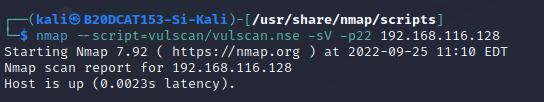 ┌──(kali㉿B20DCAT153-Si-Kali)-[/usr/share/nmap/scripts]
└─$ nmap --script=vulscan/vulscan.nse -sV -p22 192.168.116.128
Starting Nmap 7.92 ( https://nmap.org ) at 2022-09-25 11:10 EDT
Nmap scan report for 192.168.116.128
Host is up (0.0023s latency).